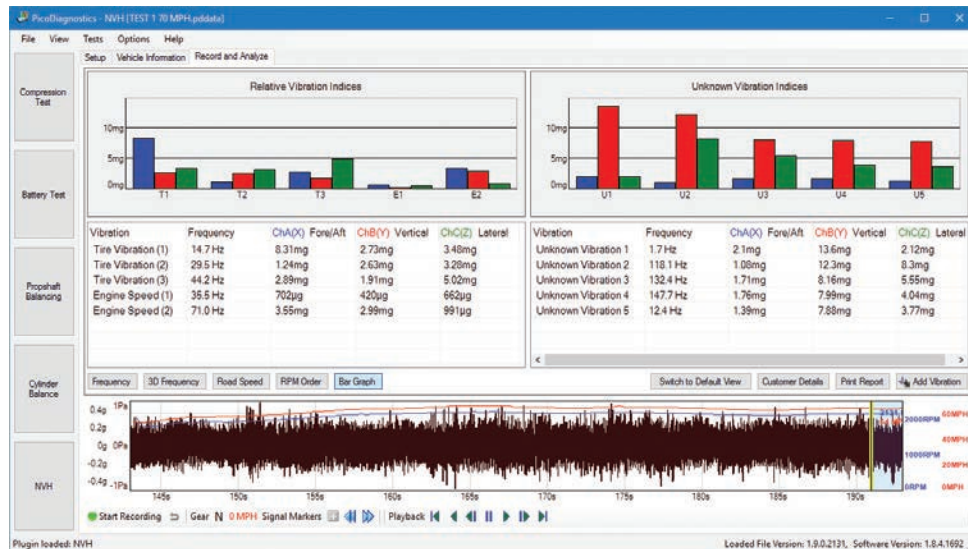 PicoDiagnostics - NVH [TEST 1 70 MPH.pddata]
File View Tests Options Help
Setup Vehicle Information Record and Analyze
Compression Test
Battery Test
Propshaft Balancing
Cylinder Balance
NVH
Relative Vibration Indices
10mg
5mg
0mg
T1 T2 T3 E1 E2
Unknown Vibration Indices
10mg
5mg
0mg
U1 U2 U3 U4 U5
Vibration Frequency ChA(X) Fore/Aft ChB(Y) Vertical ChC(Z) Lateral
Tire Vibration (1) 14.7 Hz 8.31mg 2.73mg 3.48mg
Tire Vibration (2) 29.5 Hz 1.24mg 2.63mg 3.28mg
Tire Vibration (3) 44.2 Hz 2.89mg 1.91mg 5.02mg
Engine Speed (1) 35.5 Hz 702µg 420µg 662µg
Engine Speed (2) 71.0 Hz 3.55mg 2.99mg 991µg
Vibration Frequency ChA(X) Fore/Aft ChB(Y) Vertical ChC(Z) Lateral
Unknown Vibration 1 1.7 Hz 2.1mg 13.6mg 2.12mg
Unknown Vibration 2 118.1 Hz 1.08mg 12.3mg 8.3mg
Unknown Vibration 3 132.4 Hz 1.71mg 8.16mg 5.55mg
Unknown Vibration 4 147.7 Hz 1.76mg 7.99mg 4.04mg
Unknown Vibration 5 12.4 Hz 1.39mg 7.88mg 3.77mg
Frequency 3D Frequency Road Speed RPM Order Bar Graph Switch to Default View Customer Details Print Report Add Vibration
0.4g 1Pa
0.2g 2000RPM 60MPH
0g 0Pa 40MPH
-0.2g 1000RPM 20MPH
-0.4g -1Pa 0RPM 0MPH
145s 150s 155s 160s 165s 170s 175s 180s 185s 190s
Start Recording Gear N 0 MPH Signal Markers Playback
Plugin loaded: NVH Loaded File Version: 1.9.0.2131, Software Version: 1.8.4.1692